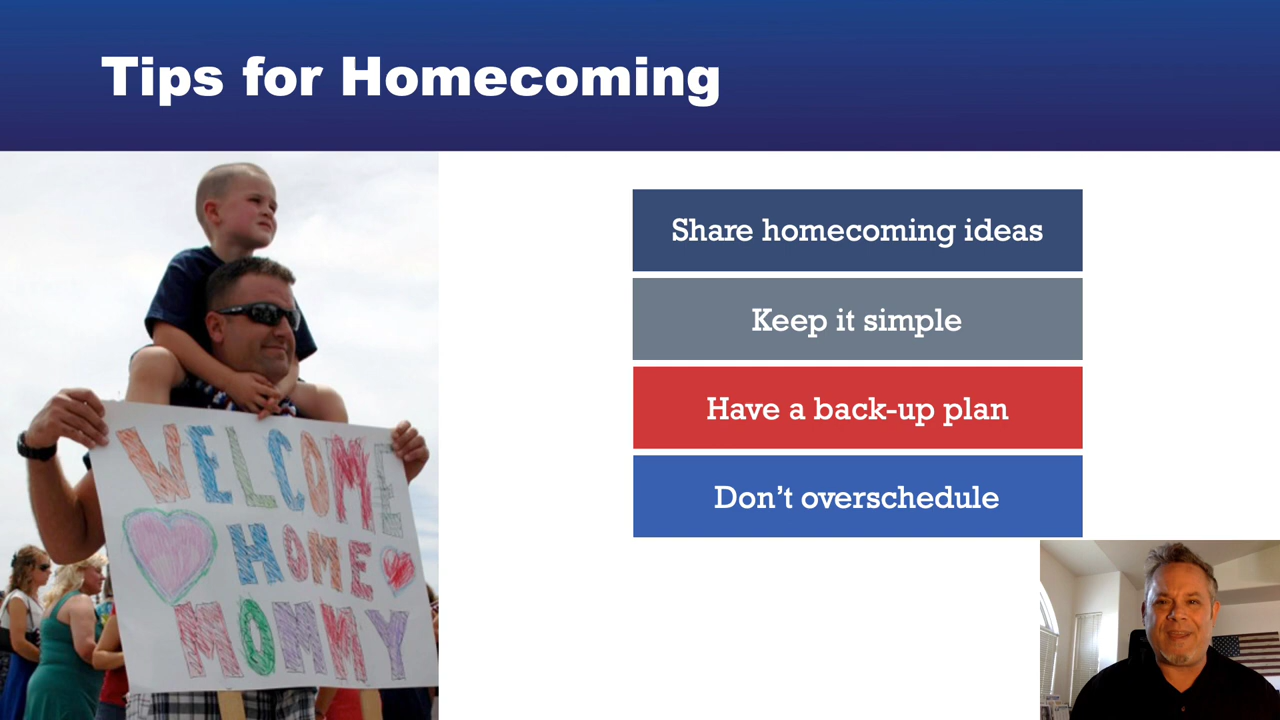 Tips for Homecoming
WELCOME
HOME
MOMMY
Share homecoming ideas
Keep it simple
Have a back-up plan
Don't overschedule